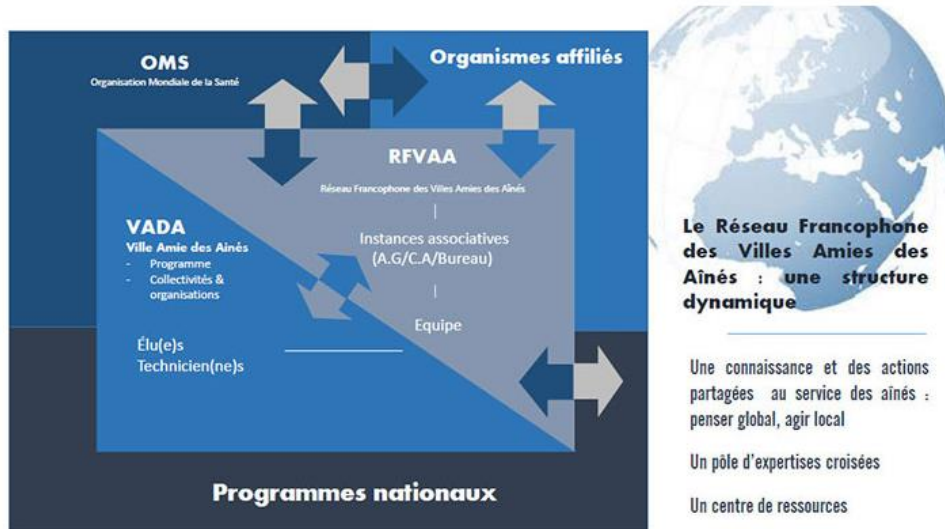 OMS
Organisation Mondiale de la Santé
Organismes affiliés
RFVAA
Réseau Francophone des Villes Amies des Aînés
Instances associatives
(A.G/C.A/Bureau)
Equipe
VADA
Ville Amie des Ainés
- Programme
- Collectivités &
organisations
Élu(e)s
Technicien(ne)s
Programmes nationaux
Le Réseau Francophone
des Villes Amies des
Aînés : une structure
dynamique
Une connaissance et des actions
partagées au service des aînés :
penser global, agir local
Un pôle d'expertises croisées
Un centre de ressources